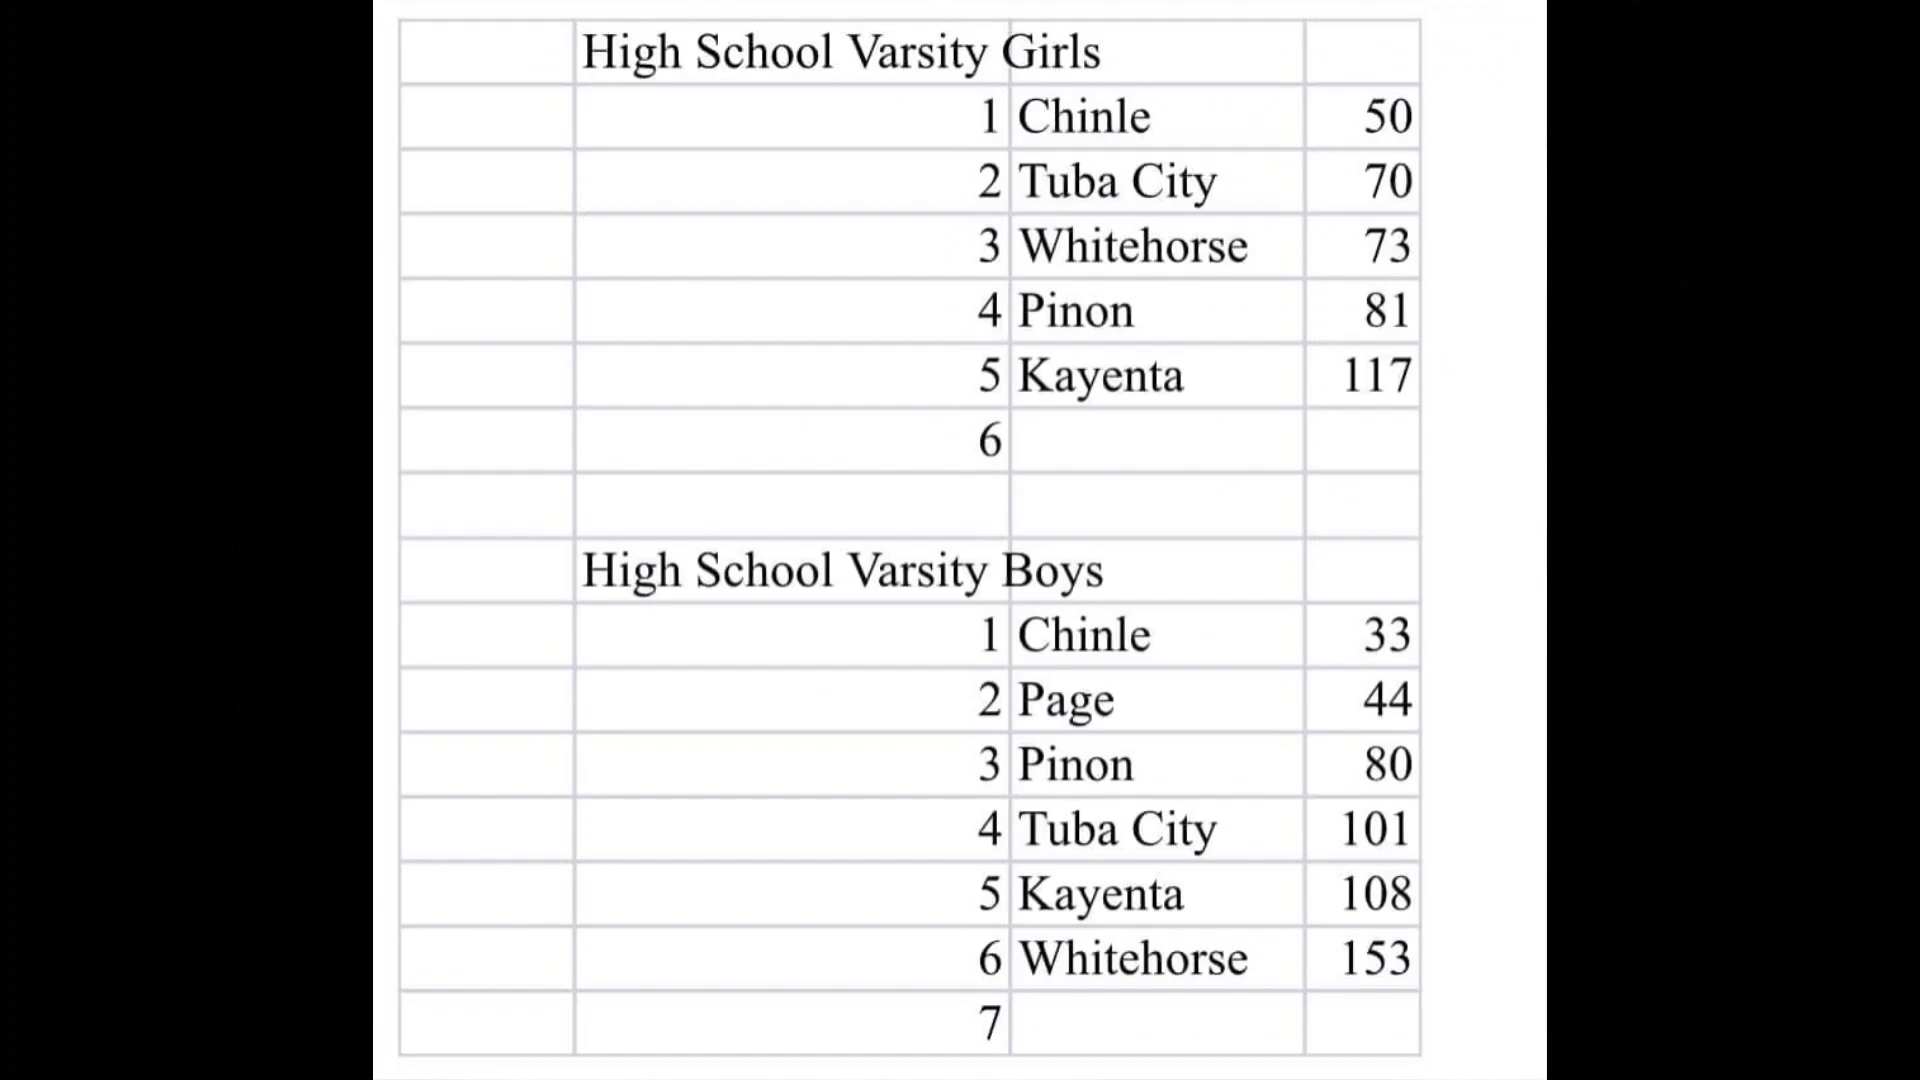 High School Varsity Girls
1 Chinle 50
2 Tuba City 70
3 Whitehorse 73
4 Pinon 81
5 Kayenta 117
6
High School Varsity Boys
1 Chinle 33
2 Page 44
3 Pinon 80
4 Tuba City 101
5 Kayenta 108
6 Whitehorse 153
7